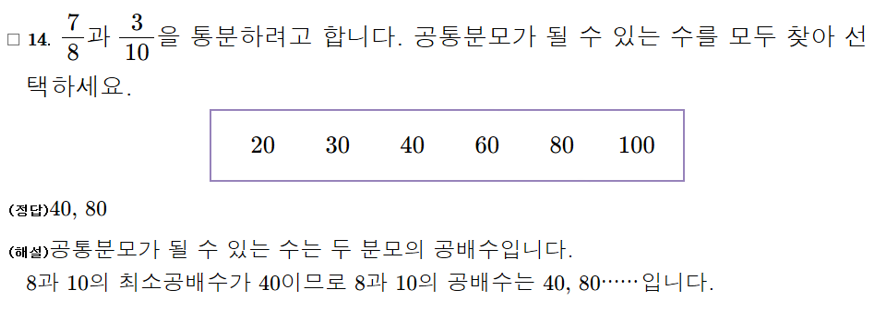 □ 14. 7/8과 3/10을 통분하려고 합니다. 공통분모가 될 수 있는 수를 모두 찾아 선
택하세요.
20 30 40 60 80 100
(정답)40, 80
(해설)공통분모가 될 수 있는 수는 두 분모의 공배수입니다.
8과 10의 최소공배수가 40이므로 8과 10의 공배수는 40, 80⋯⋯입니다.